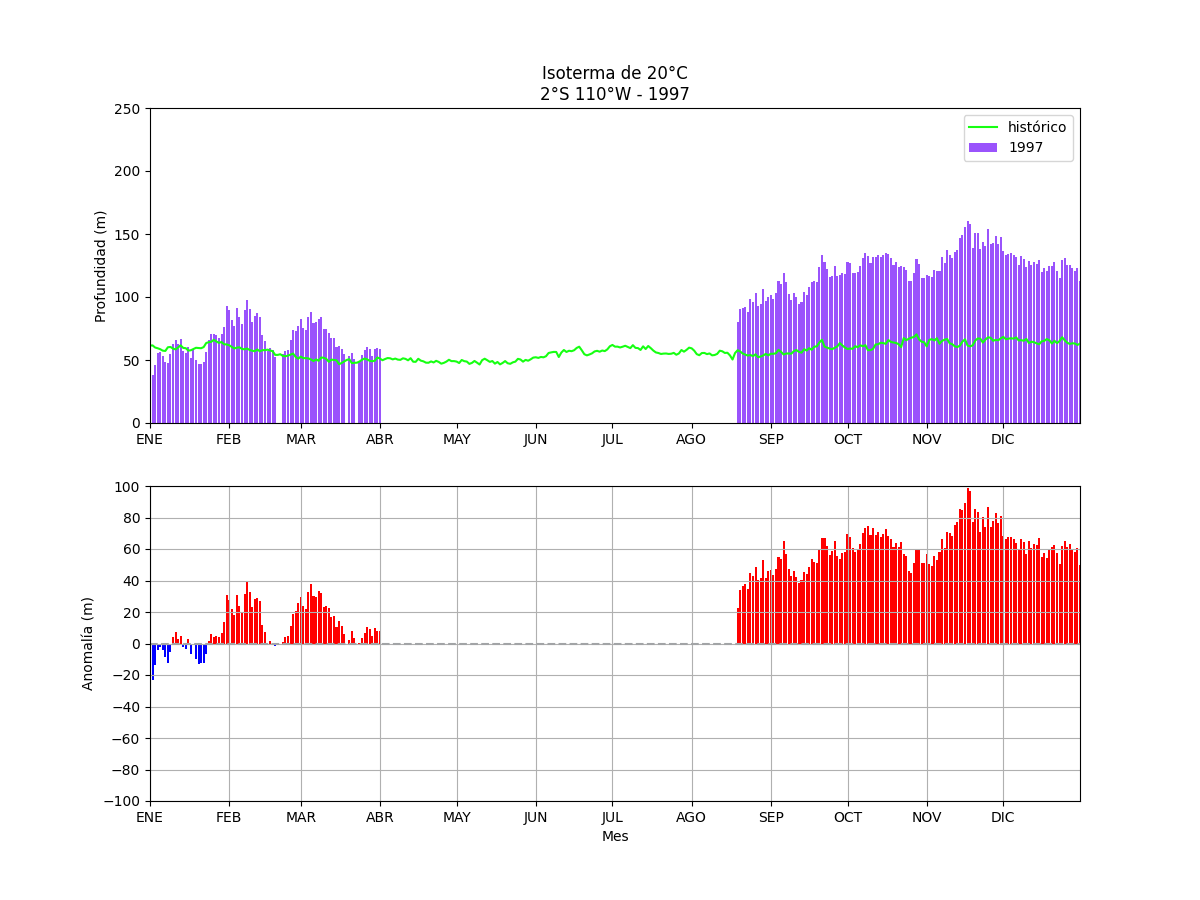 Isoterma de 20°C
2°S 110°W - 1997
250
200
150
100
50
0
Profundidad (m)
histórico
1997
ENE FEB MAR ABR MAY JUN JUL AGO SEP OCT NOV DIC
100
80
60
40
20
0
−20
−40
−60
−80
−100
Anomalía (m)
ENE FEB MAR ABR MAY JUN JUL AGO SEP OCT NOV DIC
Mes